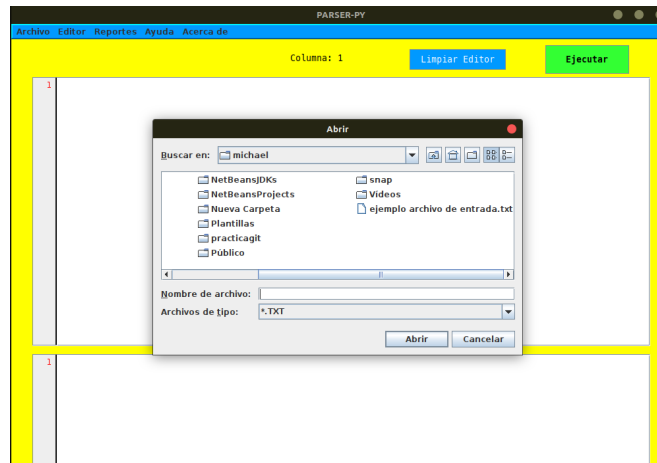 PARSER-PY
Archivo Editor Reportes Ayuda Acerca de
Columna: 1
Limpiar Editor
Ejecutar
1
Abrir
Buscar en: michael
NetBeansJDKs
NetBeansProjects
Nueva Carpeta
Plantillas
practicagit
Público
snap
Vídeos
ejemplo archivo de entrada.txt
Nombre de archivo:
Archivos de tipo: *.TXT
Abrir Cancelar
1